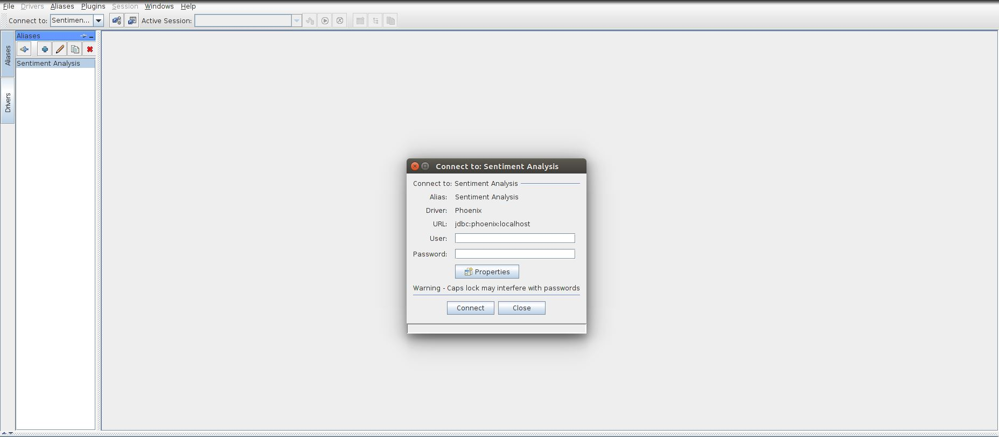 File Drivers Aliases Plugins Session Windows Help
Connect to: Sentimen... Active Session:
Aliases
Aliases
Sentiment Analysis
Drivers
Connect to: Sentiment Analysis
Connect to: Sentiment Analysis
Alias: Sentiment Analysis
Driver: Phoenix
URL: jdbc:phoenix:localhost
User:
Password:
Properties
Warning - Caps lock may interfere with passwords
Connect Close